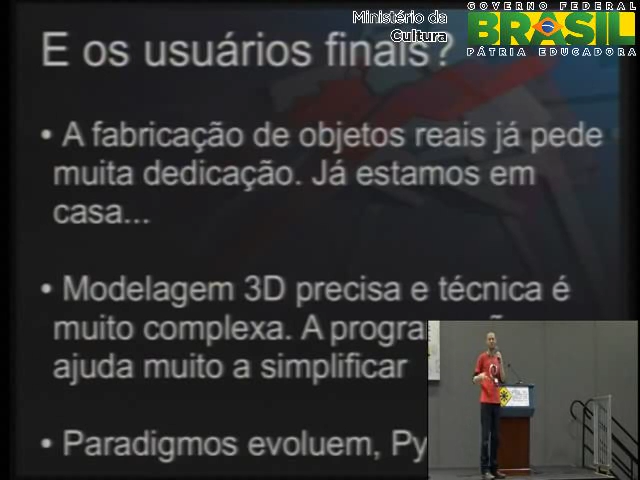 Ministério da
Cultura
GOVERNO FEDERAL
BRASIL
PÁTRIA EDUCADORA
E os usuários finais?
• A fabricação de objetos reais já pede
muita dedicação. Já estamos em
casa...
• Modelagem 3D precisa e técnica é
muito complexa. A progra
ajuda muito a simplificar
• Paradigmos evoluem, Py